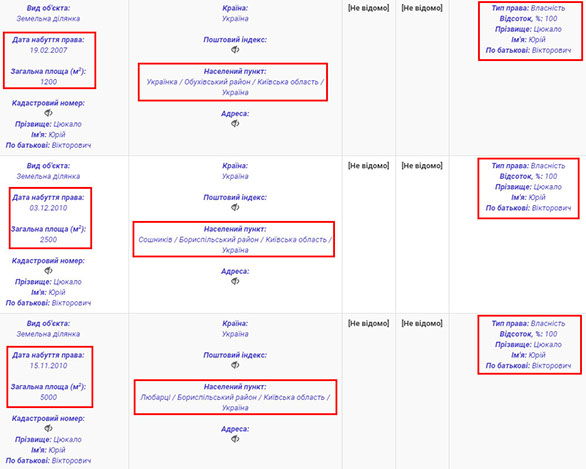 Вид об'єкта:
Земельна ділянка
Дата набуття права:
19.02.2007
Загальна площа (м²):
1200
Кадастровий номер:
Прізвище: Цюкало
Ім'я: Юрій
По батькові: Вікторович
Країна:
Україна
Поштовий індекс:
Населений пункт:
Українка / Обухівський район / Київська область /
Україна
Адреса:
[Не відомо]
[Не відомо]
Тип права: Власність
Відсоток, %: 100
Прізвище: Цюкало
Ім'я: Юрій
По батькові: Вікторович
Вид об'єкта:
Земельна ділянка
Дата набуття права:
03.12.2010
Загальна площа (м²):
2500
Кадастровий номер:
Прізвище: Цюкало
Ім'я: Юрій
По батькові: Вікторович
Країна:
Україна
Поштовий індекс:
Населений пункт:
Сошників / Бориспільський район / Київська область /
Україна
Адреса:
[Не відомо]
[Не відомо]
Тип права: Власність
Відсоток, %: 100
Прізвище: Цюкало
Ім'я: Юрій
По батькові: Вікторович
Вид об'єкта:
Земельна ділянка
Дата набуття права:
15.11.2010
Загальна площа (м²):
5000
Кадастровий номер:
Прізвище: Цюкало
Ім'я: Юрій
По батькові: Вікторович
Країна:
Україна
Поштовий індекс:
Населений пункт:
Любарці / Бориспільський район / Київська область /
Україна
Адреса:
[Не відомо]
[Не відомо]
Тип права: Власність
Відсоток, %: 100
Прізвище: Цюкало
Ім'я: Юрій
По батькові: Вікторович